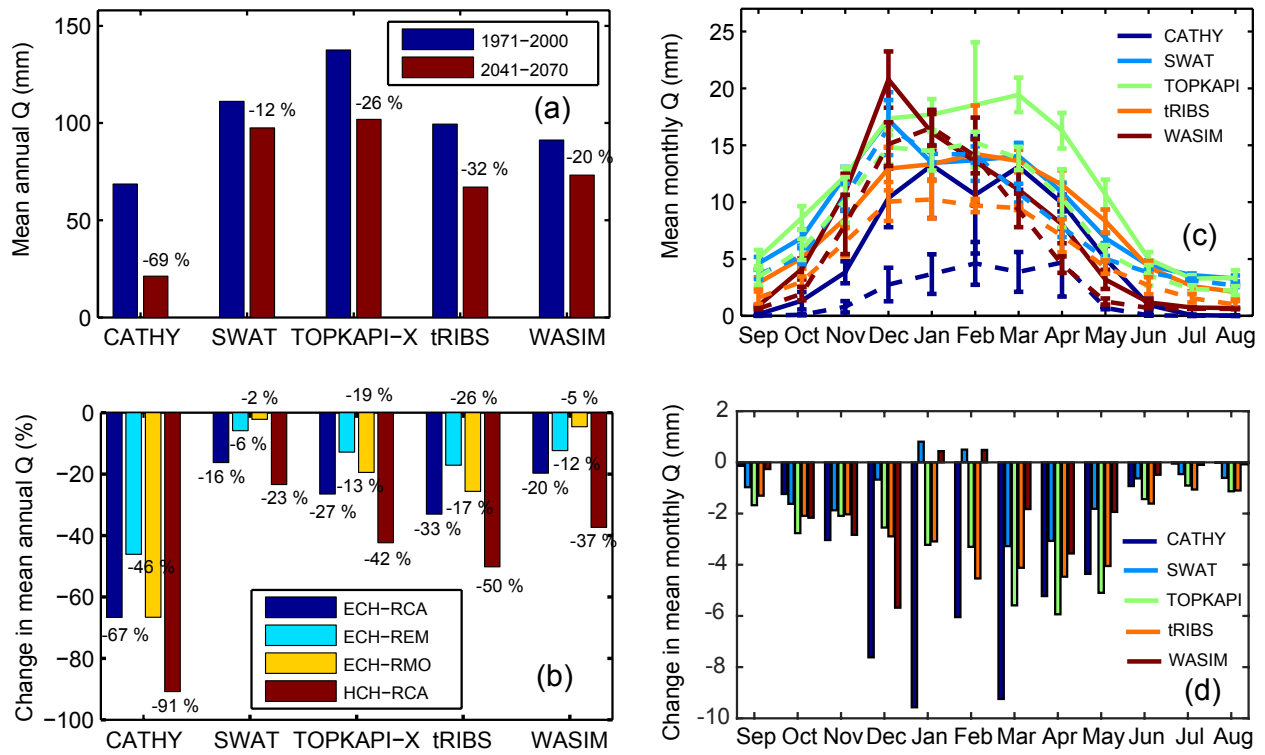 Mean annual Q (mm)
150
100
50
0
1971−2000
2041−2070
(a)
-69 %
-12 %
-26 %
-32 %
-20 %
CATHY SWAT TOPKAPI−X tRIBS WASIM
Mean monthly Q (mm)
25
20
15
10
5
0
CATHY
SWAT
TOPKAPI
tRIBS
WASIM
(c)
Sep Oct Nov Dec Jan Feb Mar Apr May Jun Jul Aug
Change in mean annual Q (%)
0
−20
−40
−60
−80
−100
-2 %
-19 %
-26 %
-5 %
-6 %
-16 %
-23 %
-13 %
-27 %
-42 %
-17 %
-33 %
-50 %
-12 %
-20 %
-37 %
-46 %
-67 %
-91 %
ECH−RCA
ECH−REM
ECH−RMO
HCH−RCA
(b)
CATHY SWAT TOPKAPI−X tRIBS WASIM
Change in mean monthly Q (mm)
2
0
-2
-4
-6
-8
-10
CATHY
SWAT
TOPKAPI
tRIBS
WASIM
(d)
Sep Oct Nov Dec Jan Feb Mar Apr May Jun Jul Aug